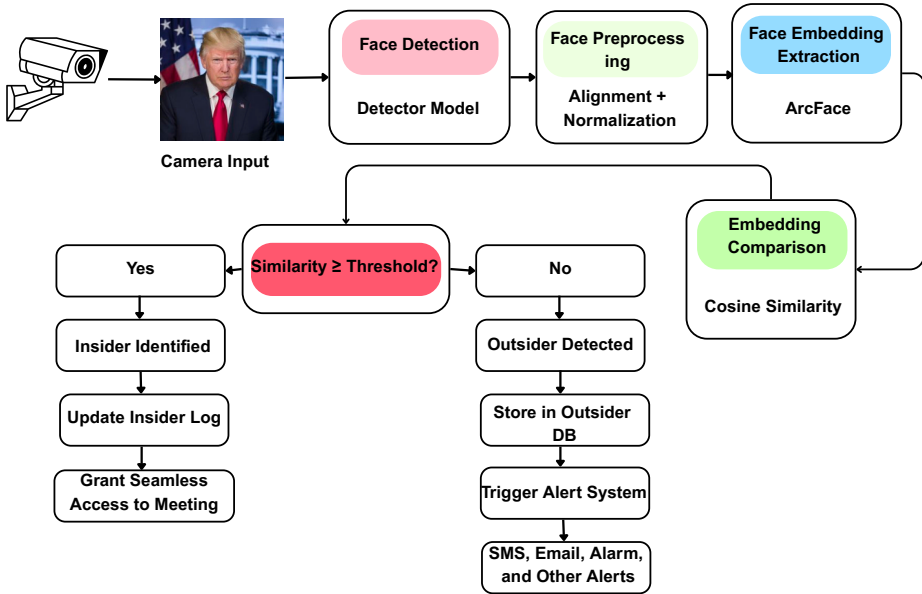 Face Detection
Detector Model
Face Preprocess
ing
Alignment +
Normalization
Face Embedding
Extraction
ArcFace
Camera Input
Embedding
Comparison
Cosine Similarity
Similarity ≥ Threshold?
Yes
No
Insider Identified
Update Insider Log
Grant Seamless
Access to Meeting
Outsider Detected
Store in Outsider
DB
Trigger Alert System
SMS, Email, Alarm,
and Other Alerts